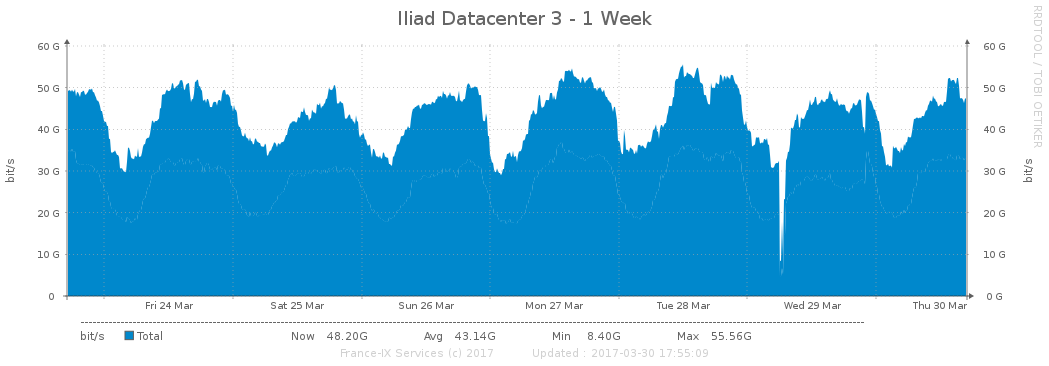 Iliad Datacenter 3 - 1 Week
RRDTOOL / TOBI OETIKER
60 G 60 G
50 G 50 G
40 G 40 G
30 G 30 G
20 G 20 G
10 G 10 G
0 0 G
bit/s bit/s
Fri 24 Mar Sat 25 Mar Sun 26 Mar Mon 27 Mar Tue 28 Mar Wed 29 Mar Thu 30 Mar
bit/s Total Now 48.20G Avg 43.14G Min 8.40G Max 55.56G
France-IX Services (c) 2017 Updated : 2017-03-30 17:55:09